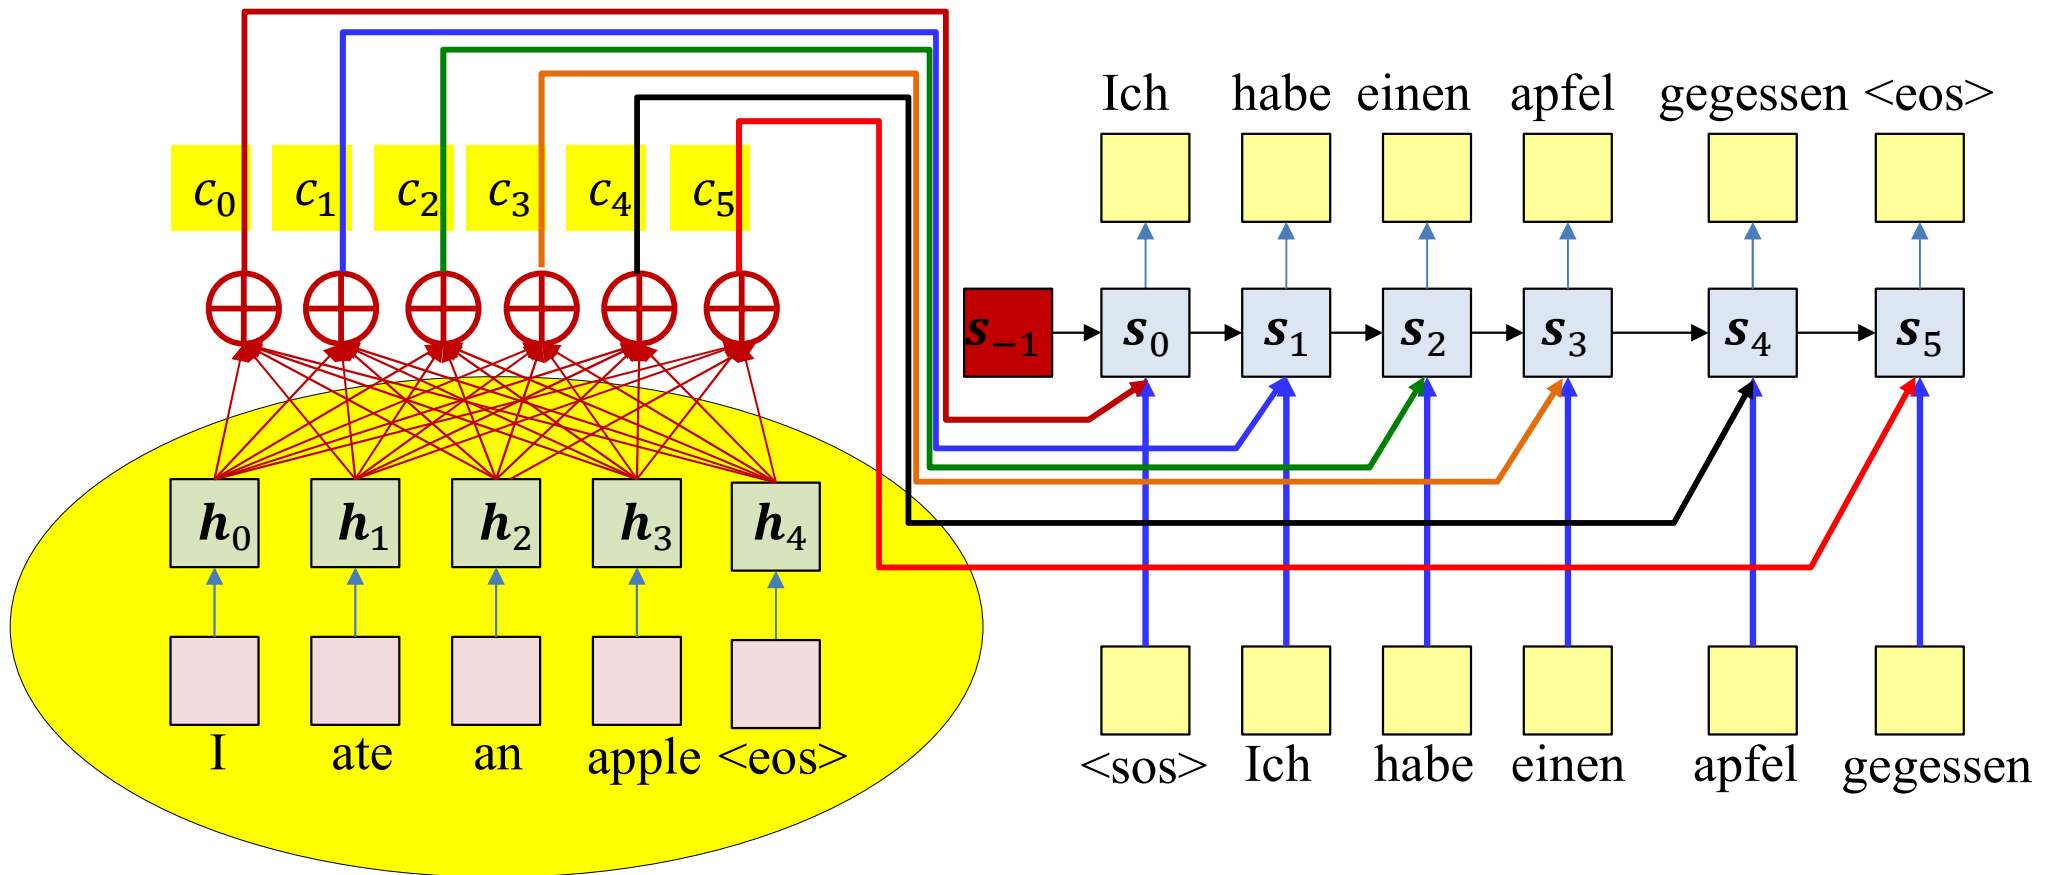 Ich habe einen apfel gegessen <eos>
c₀ c₁ c₂ c₃ c₄ c₅
s₋₁ s₀ s₁ s₂ s₃ s₄ s₅
h₀ h₁ h₂ h₃ h₄
I ate an apple <eos>
<sos> Ich habe einen apfel gegessen